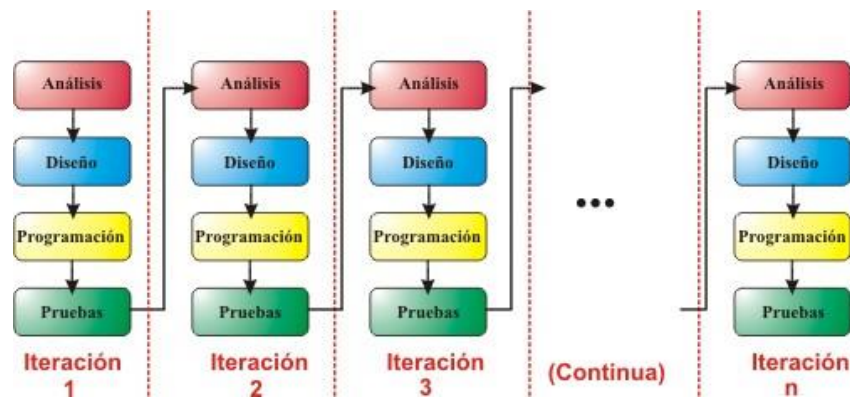 Análisis
Diseño
Programación
Pruebas
Iteración
1
Análisis
Diseño
Programación
Pruebas
Iteración
2
Análisis
Diseño
Programación
Pruebas
Iteración
3
...
(Continua)
Análisis
Diseño
Programación
Pruebas
Iteración
n